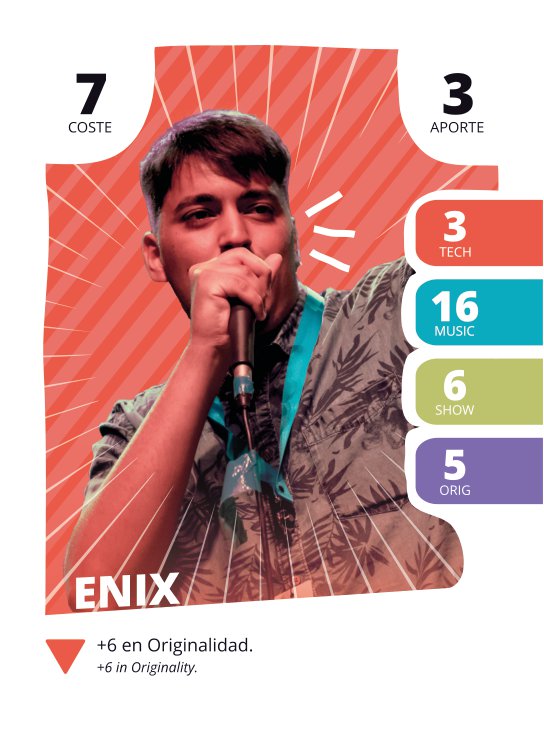 7
COSTE
3
APORTE
3
TECH
16
MUSIC
6
SHOW
5
ORIG
ENIX
+6 en Originalidad.
+6 in Originality.